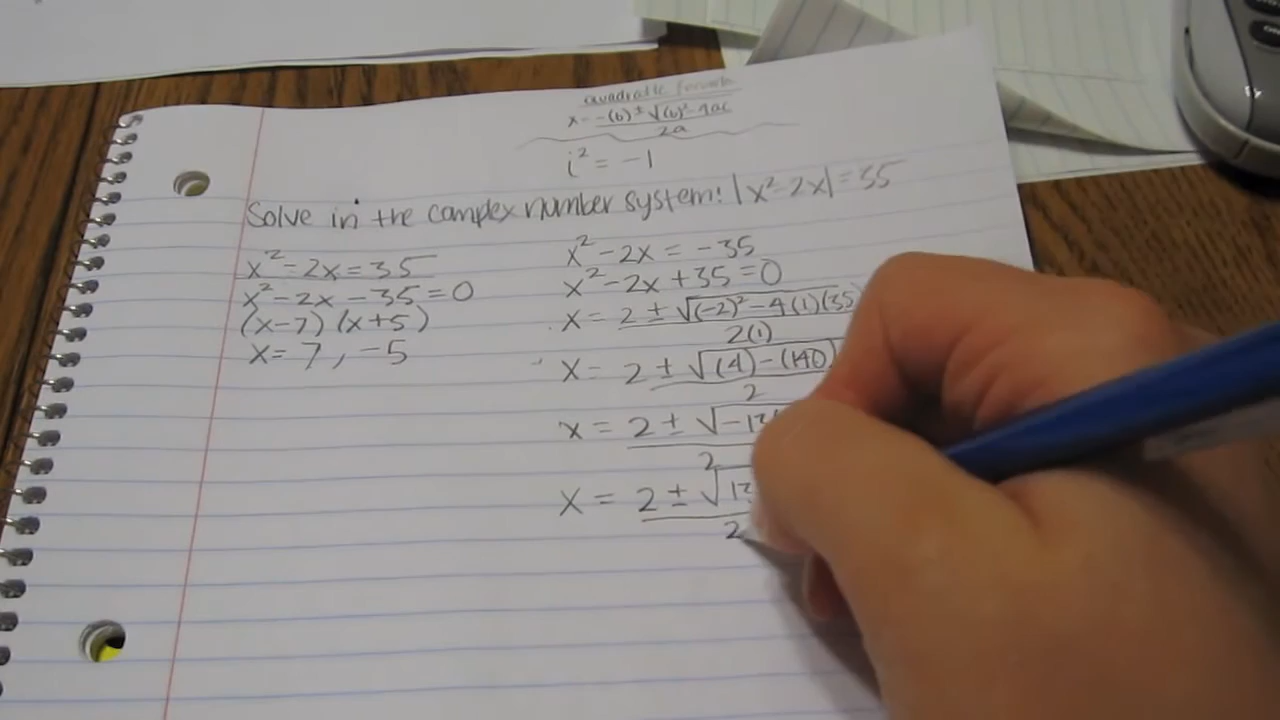 quadratic formula
x = -(b) ± √(b)² - 4ac
2a
i² = -1
Solve in the complex number system: |x² - 2x| = 35
x² - 2x = 35
x² - 2x - 35 = 0
(x-7) (x+5)
x = 7, -5
x² - 2x = -35
x² - 2x + 35 = 0
x = 2 ± √(-2)² - 4(1)(35)
2(1)
x = 2 ± √(4) - (140)
2
x = 2 ± √-1
2
x = 2 ± √1
2